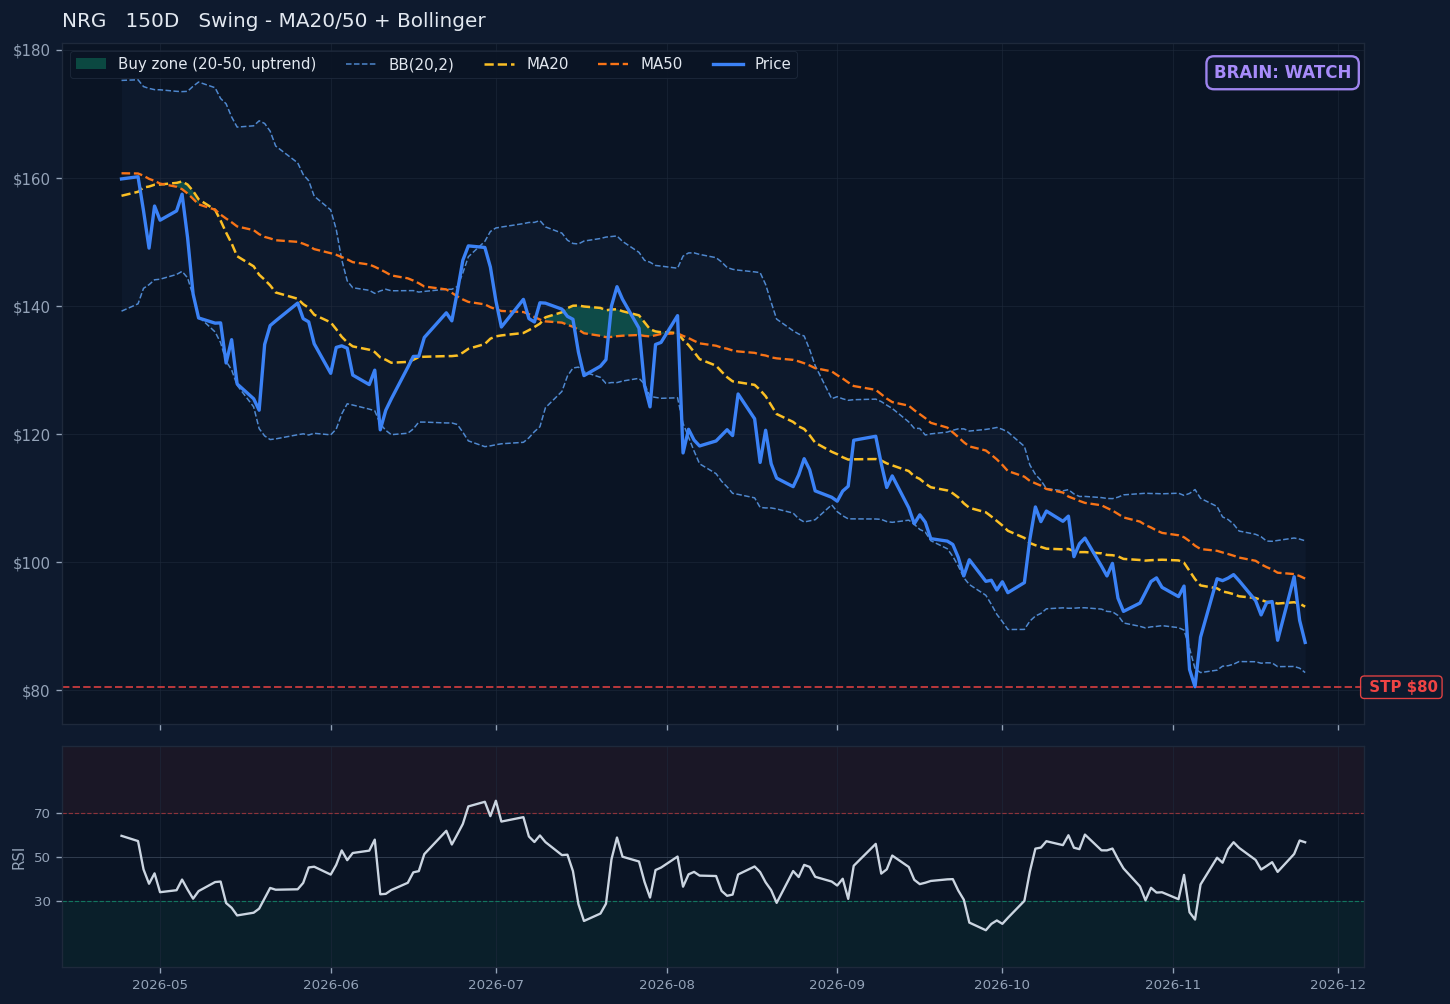 NRG   150D   Swing - MA20/50 + Bollinger
Buy zone (20-50, uptrend)   BB(20,2)   MA20   MA50   Price
BRAIN: WATCH
$180
$160
$140
$120
$100
$80
STP $80
RSI
70
50
30
2026-05   2026-06   2026-07   2026-08   2026-09   2026-10   2026-11   2026-12